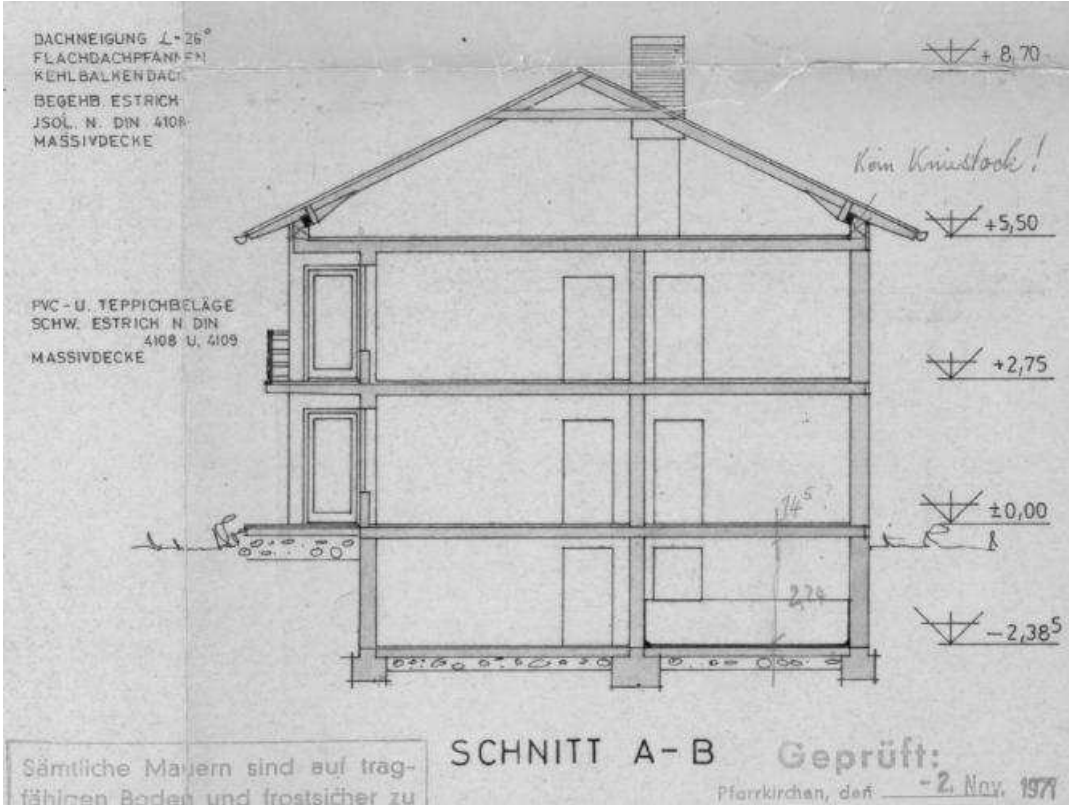 DACHNEIGUNG ∠ = 26°
FLACHDACHPFANNEN
KEHLBALKENDACH
BEGEHB. ESTRICH
JSOL. N. DIN 4108
MASSIVDECKE
+ 8,70
Kein Kniestock!
+5,50
PVC - U. TEPPICHBELÄGE
SCHW. ESTRICH N. DIN
4108 U. 4109
MASSIVDECKE
+2,75
±0,00
14⁵
2,24
-2,38⁵
SCHNITT A-B
Geprüft:
Pfarrkirchen, den -2. Nov. 1971
Sämtliche Mauern sind auf trag-
fähigen Boden und frostsicher zu